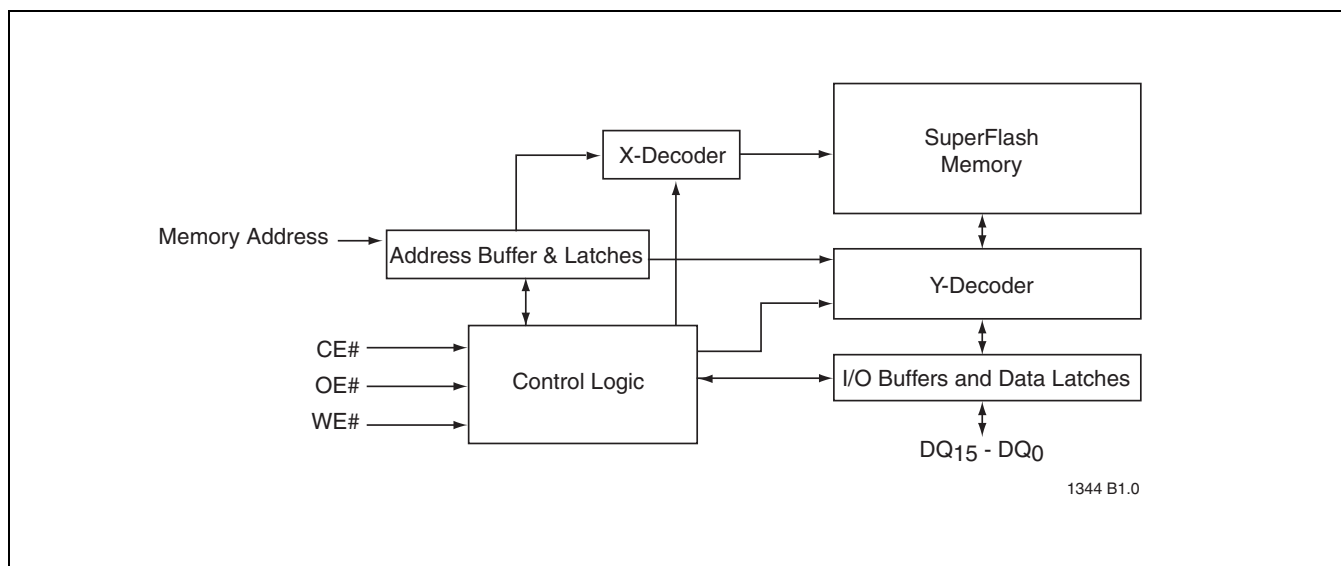 SuperFlash
Memory
X-Decoder
Memory Address
Address Buffer & Latches
Y-Decoder
CE#
OE#
WE#
Control Logic
I/O Buffers and Data Latches
DQ15 - DQ0
1344 B1.0